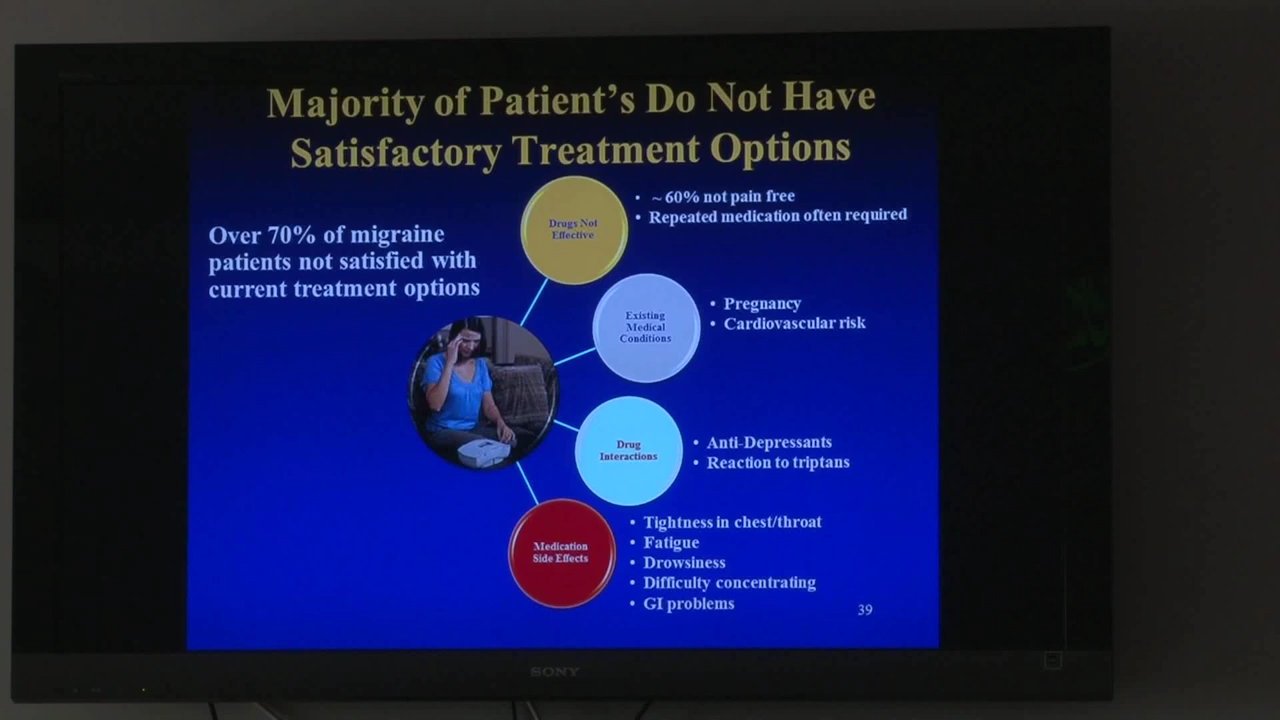 Majority of Patient's Do Not Have
Satisfactory Treatment Options
Over 70% of migraine
patients not satisfied with
current treatment options
Drugs Not
Effective
• ~ 60% not pain free
• Repeated medication often required
Existing
Medical
Conditions
• Pregnancy
• Cardiovascular risk
Drug
Interactions
• Anti-Depressants
• Reaction to triptans
Medication
Side Effects
• Tightness in chest/throat
• Fatigue
• Drowsiness
• Difficulty concentrating
• GI problems
39
SONY